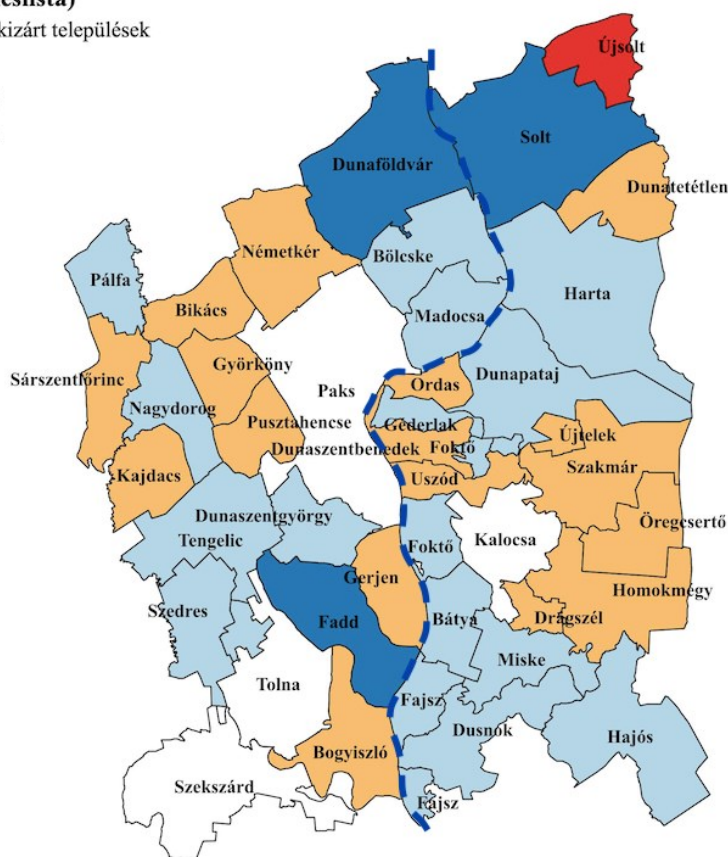 kizárt települések
Újsolt
Solt
Dunaföldvár
Dunatetétlen
Németkér
Bölcske
Pálfa
Harta
Bikács
Madocsa
Györköny
Dunapataj
Sárszentlőrinc
Ordas
Paks
Nagydorog
Pusztahencse
Géderlak
Újtelek
Dunaszentbenedek
Foktő
Szakmár
Kajdacs
Uszód
Dunaszentgyörgy
Öregcsertő
Tengelic
Foktő
Kalocsa
Gerjen
Homokmégy
Szedres
Fadd
Bátya
Drágszél
Miske
Tolna
Fajsz
Dusnok
Hajós
Bogyiszló
Szekszárd
Fajsz